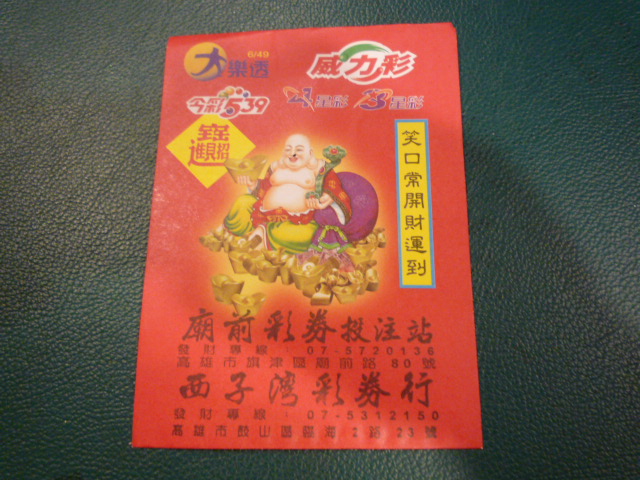 大樂透 6/49
威力彩
今彩539
4星彩
3星彩
招財進寶
笑口常開財運到
廟前彩券投注站
發財專線：07-5720136
高雄市旗津區廟前路80號
西子灣彩券行
發財專線：07-5312150
高雄市鼓山區臨海2路23號